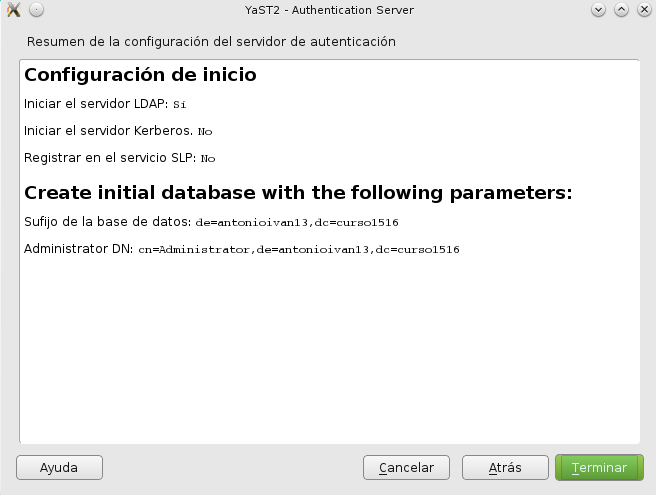 YaST2 - Authentication Server
Resumen de la configuración del servidor de autenticación
Configuración de inicio
Iniciar el servidor LDAP: Sí
Iniciar el servidor Kerberos. No
Registrar en el servicio SLP: No
Create initial database with the following parameters:
Sufijo de la base de datos: de=antonioivan13,dc=curso1516
Administrator DN: cn=Administrator,de=antonioivan13,dc=curso1516
Ayuda
Cancelar
Atrás
Terminar